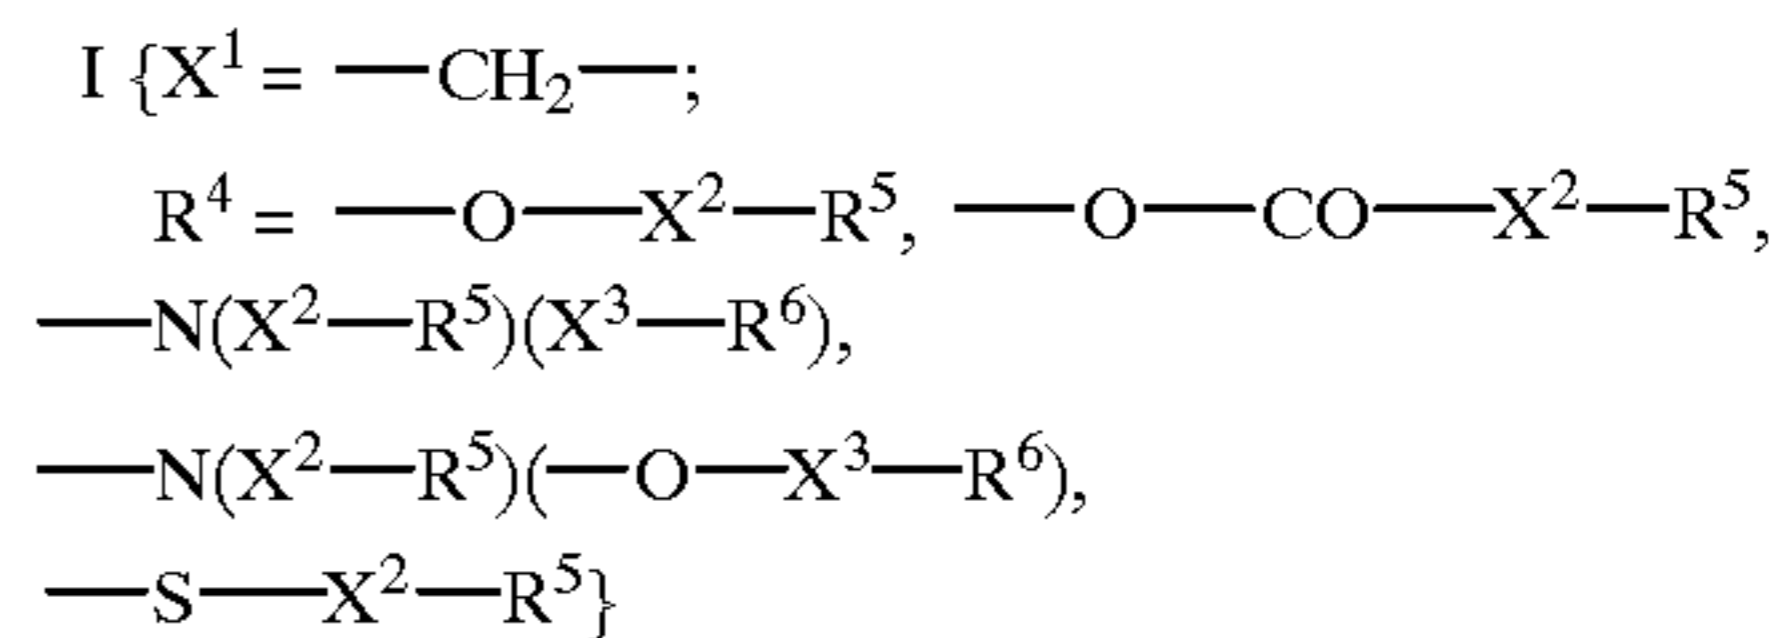 I {X¹ = —CH₂—;
R⁴ = —O—X²—R⁵, —O—CO—X²—R⁵,
—N(X²—R⁵)(X³—R⁶),
—N(X²—R⁵)(—O—X³—R⁶),
—S—X²—R⁵}